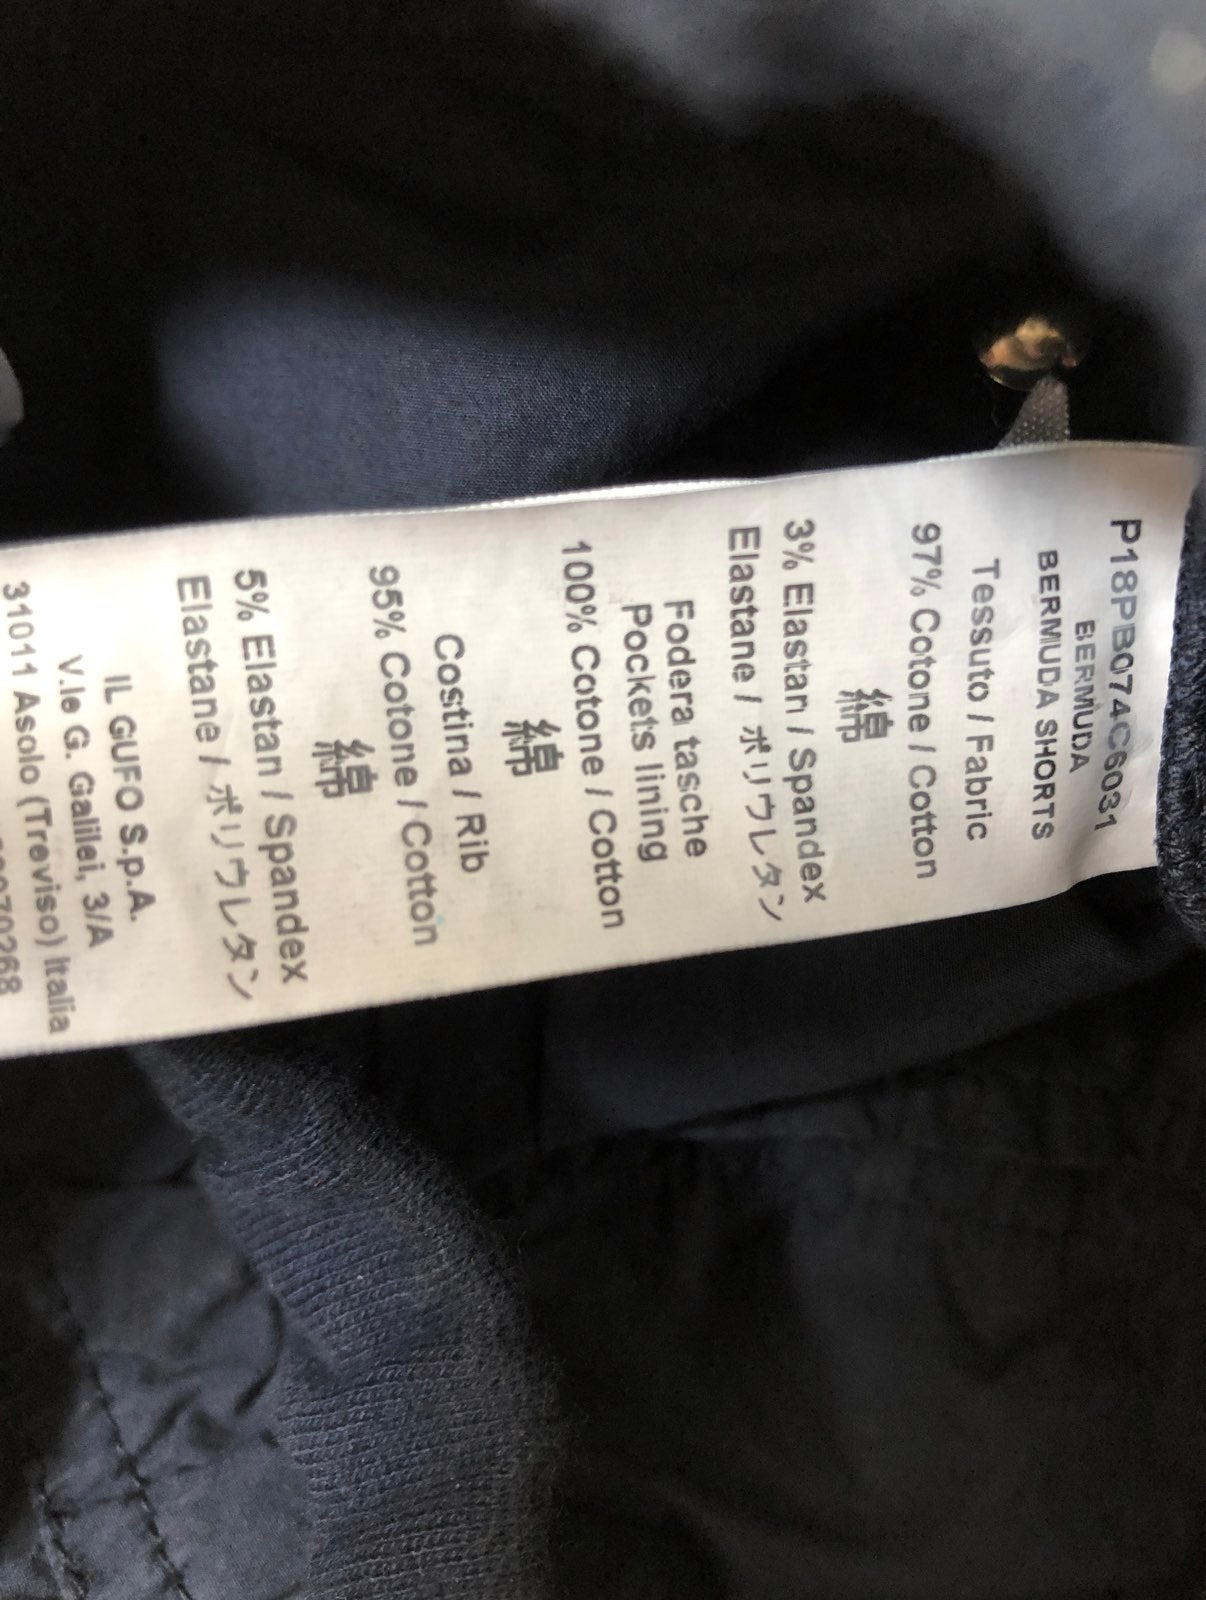 P18PB074C6031
BERMUDA
BERMUDA SHORTS
Tessuto / Fabric
97% Cotone / Cotton
綿
3% Elastan / Spandex
Elastane / ポリウレタン
Fodera tasche
Pockets lining
100% Cotone / Cotton
綿
Costina / Rib
95% Cotone / Cotton
綿
5% Elastan / Spandex
Elastane / ポリウレタン
IL GUFO S.p.A.
V.le G. Galilei, 3/A
31011 Asolo (Treviso) Italia